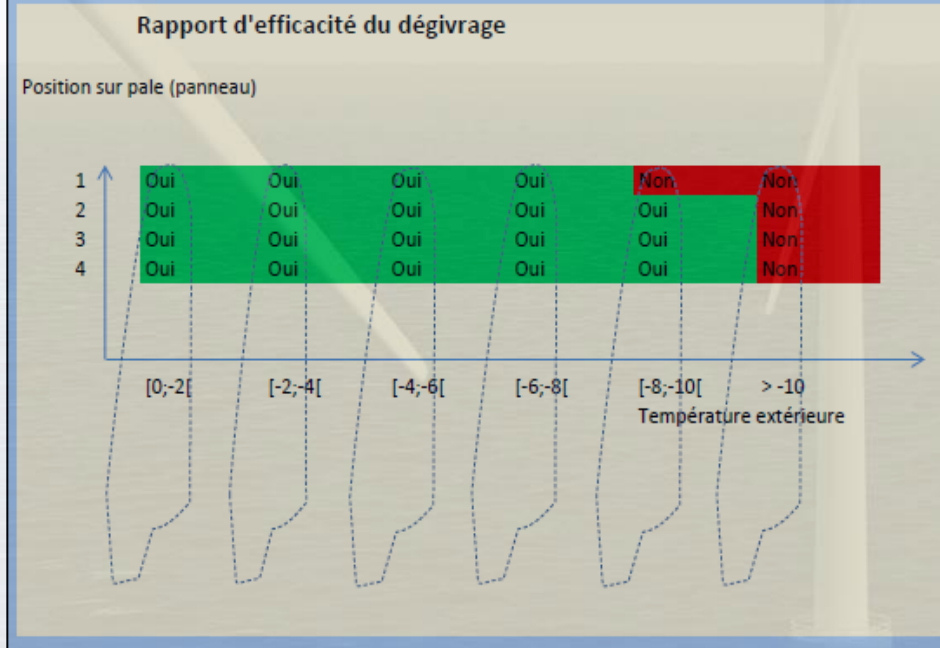 Rapport d'efficacité du dégivrage
Position sur pale (panneau)
1 Oui Oui Oui Oui Non Non
2 Oui Oui Oui Oui Oui Non
3 Oui Oui Oui Oui Oui Non
4 Oui Oui Oui Oui Oui Non
[0;-2[ [-2;-4[ [-4;-6[ [-6;-8[ [-8;-10[ > -10
Température extérieure